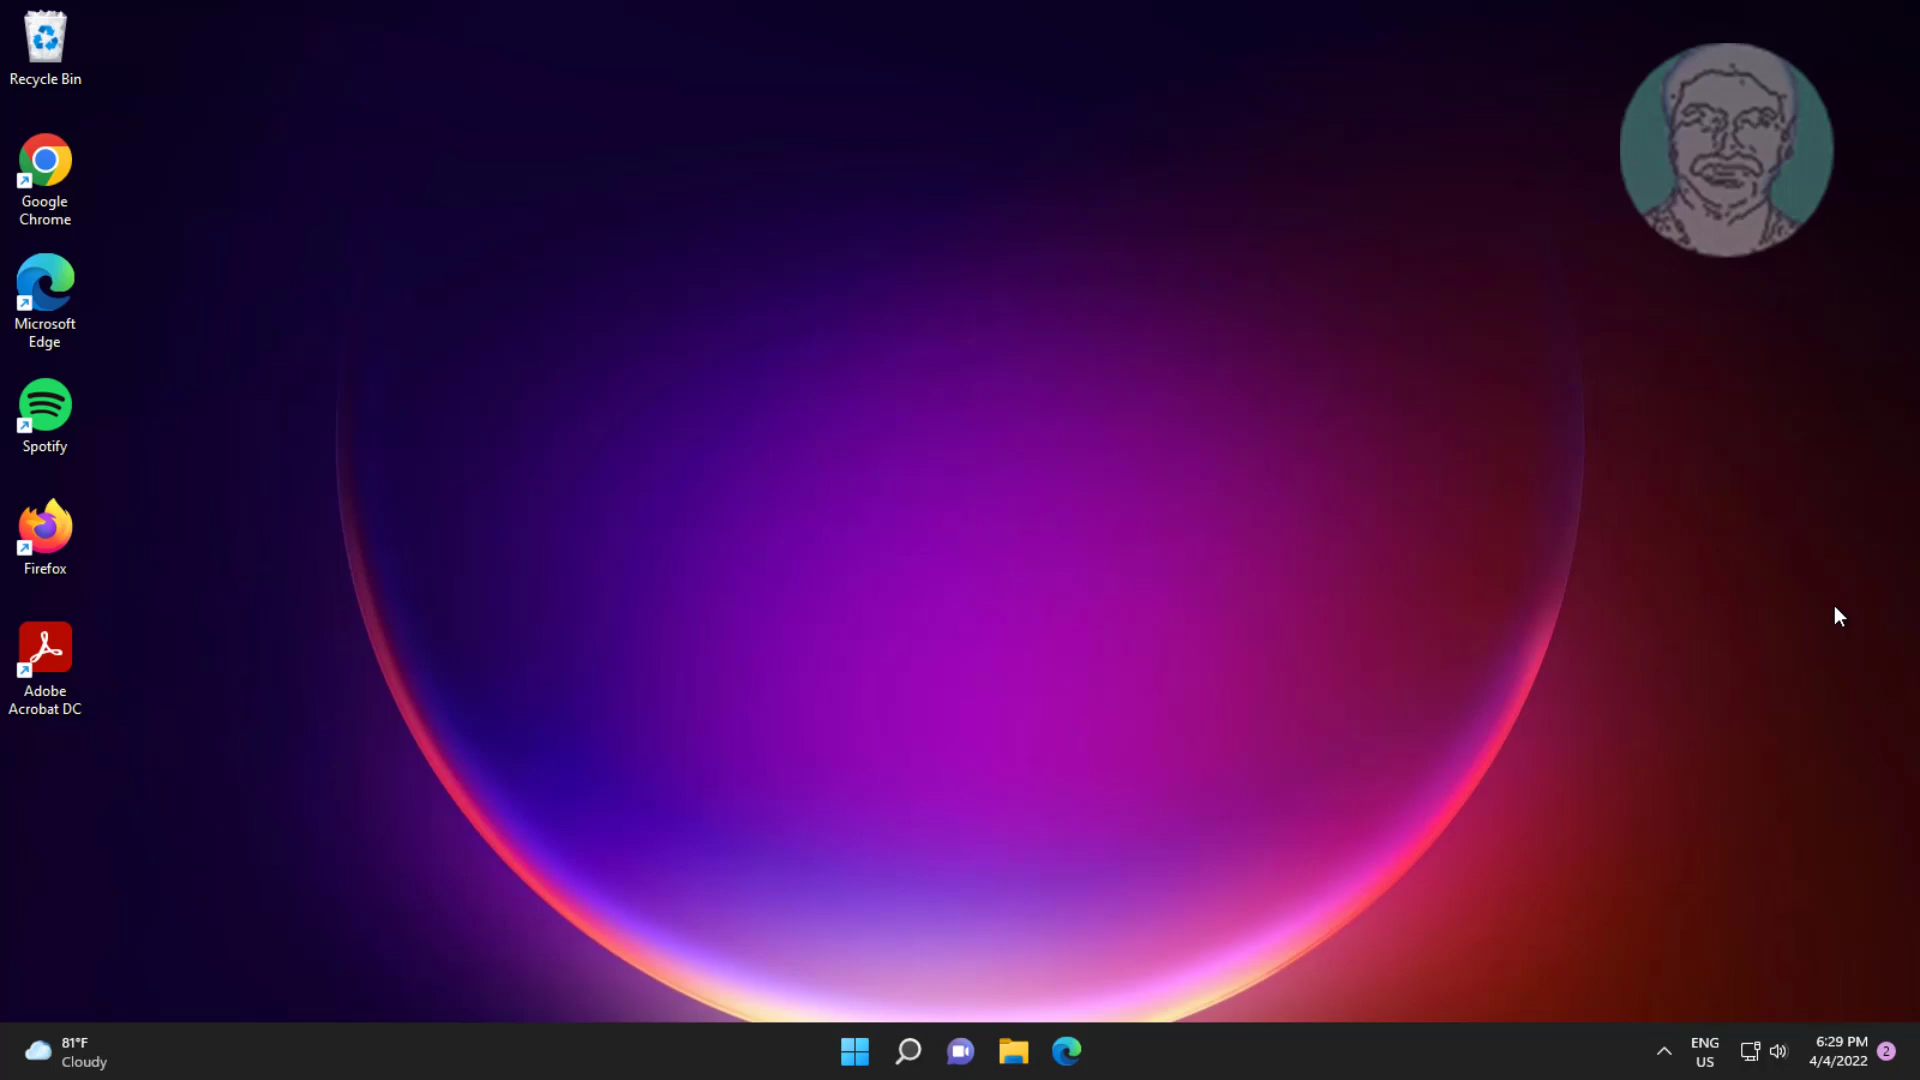 Recycle Bin
Google
Chrome
Microsoft
Edge
Spotify
Firefox
Adobe
Acrobat DC
81°F
Cloudy
ENG
US
6:29 PM
4/4/2022
2